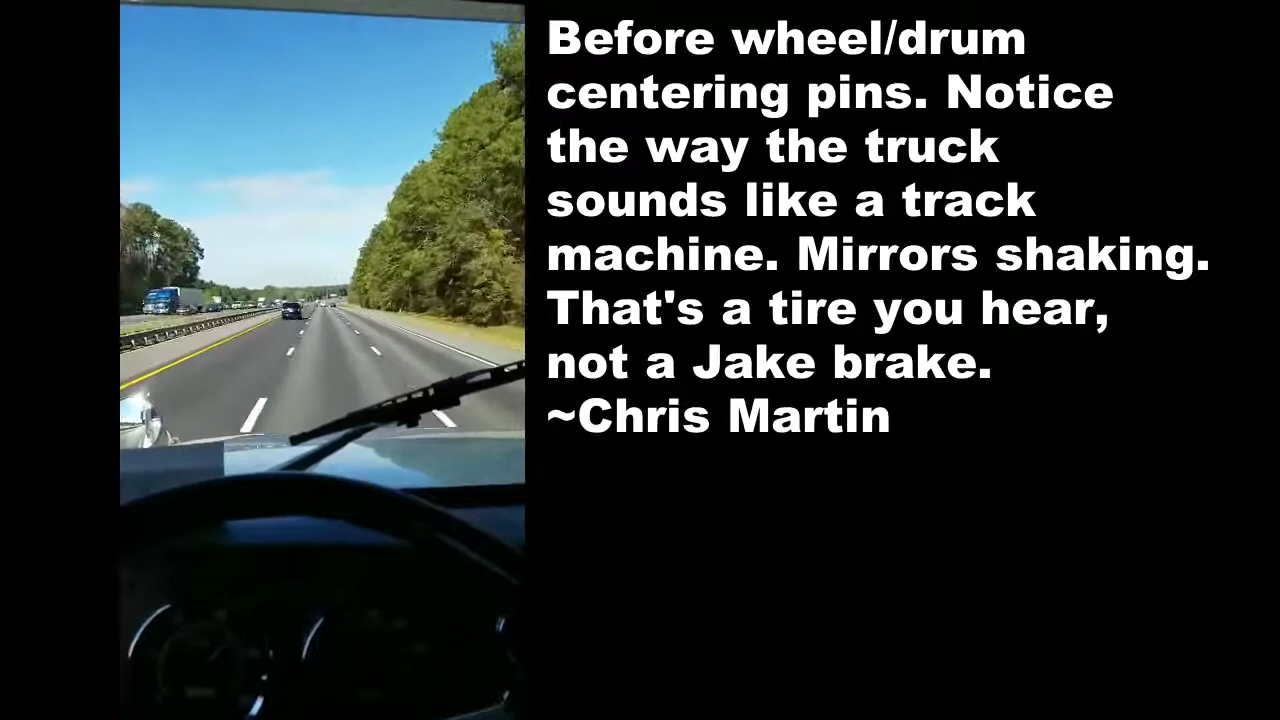 Before wheel/drum
centering pins. Notice
the way the truck
sounds like a track
machine. Mirrors shaking.
That's a tire you hear,
not a Jake brake.
~Chris Martin